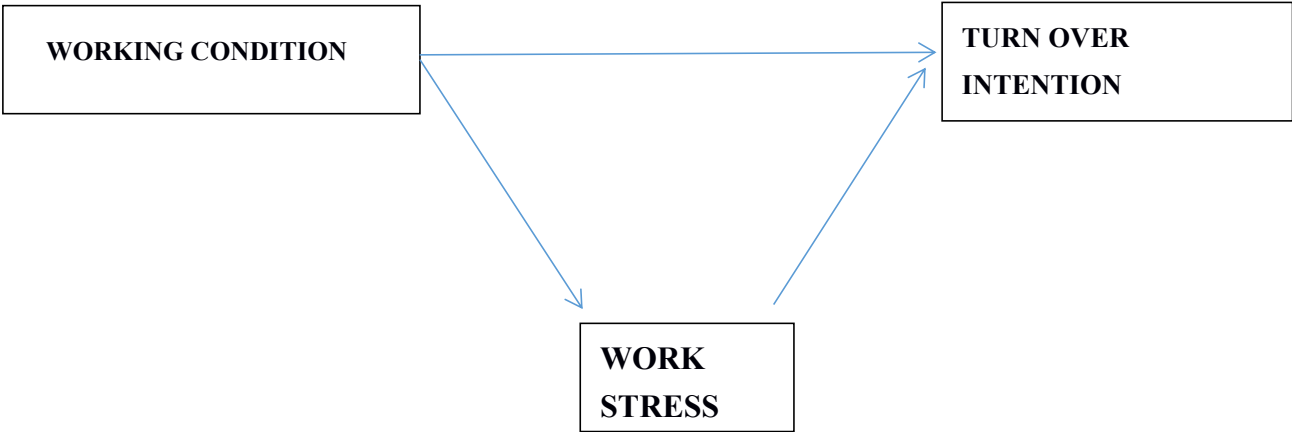 WORKING CONDITION
TURN OVER
INTENTION
WORK
STRESS